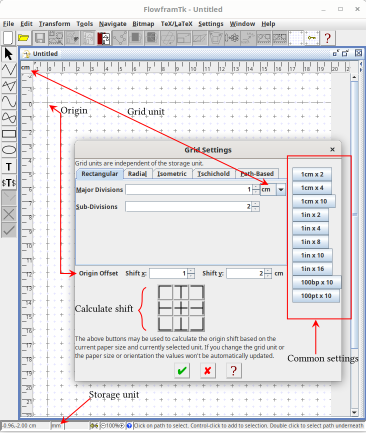 FlowframTk - Untitled
File Edit Transform Tools Navigate Bitmap TeX/LaTeX Settings Window Help
Untitled
cm
Origin
Grid unit
Grid Settings
Grid units are independent of the storage unit.
Rectangular Radial Isometric Tschichold Path-Based
Major Divisions 1 cm
Sub-Divisions 2
1cm x 2
1cm x 4
1cm x 10
1in x 2
1in x 4
1in x 8
1in x 10
1in x 16
100bp x 10
100pt x 10
Origin Offset Shift x: 1 Shift y: 2 cm
Calculate shift
The above buttons may be used to calculate the origin shift based on the
current paper size and currently selected unit. If you change the grid unit or
the paper size or orientation the values won't be automatically updated.
Common settings
Storage unit
-0.96,-2.00 cm mm 100% Click on path to select. Control-click to add to selection. Double click to select path underneath